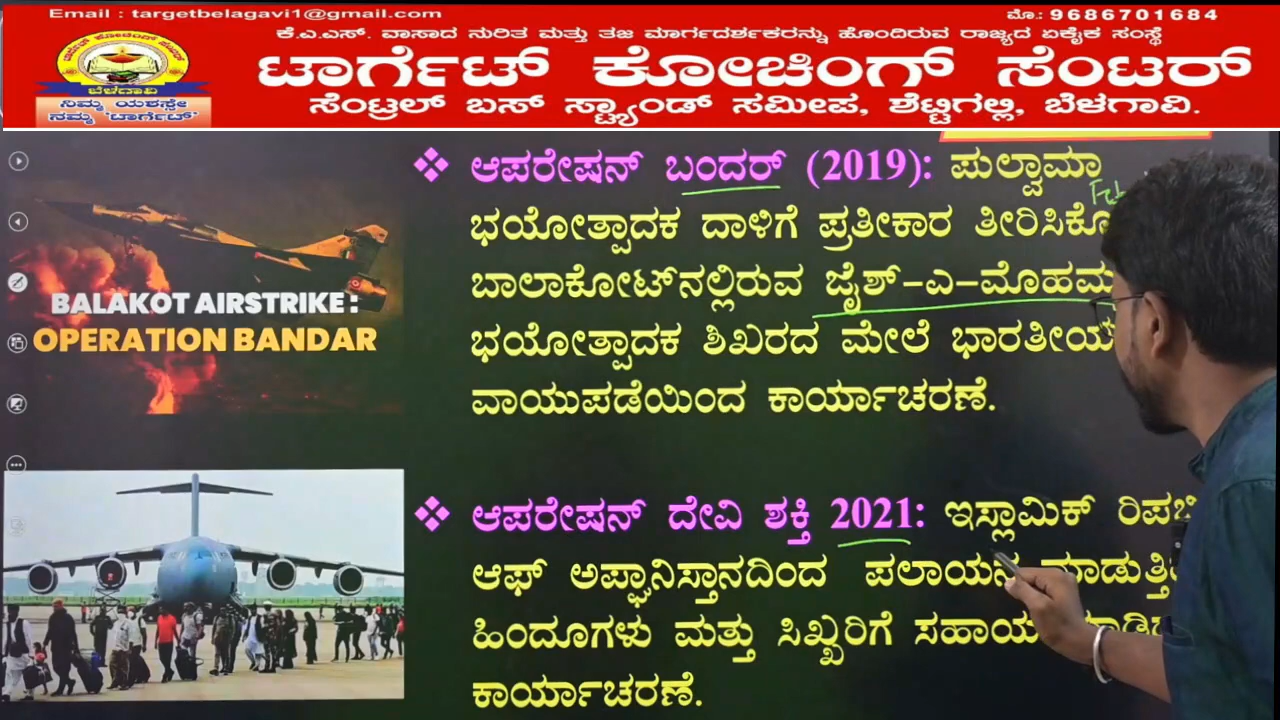 Email : targetbelagavi1@gmail.com
ಮೊ.: 9686701684
ಕೆ.ಎ.ಎಸ್. ವಾಸಾದ ನುರಿತ ಮತ್ತು ತಜ್ಞ ಮಾರ್ಗದರ್ಶಕರನ್ನು ಹೊಂದಿರುವ ರಾಜ್ಯದ ಏಕೈಕ ಸಂಸ್ಥೆ
ಟಾರ್ಗೆಟ್ ಕೋಚಿಂಗ್ ಸೆಂಟರ್
ಸೆಂಟ್ರಲ್ ಬಸ್ ಸ್ಟ್ಯಾಂಡ್ ಸಮೀಪ, ಶೆಟ್ಟಿಗಲ್ಲಿ, ಬೆಳಗಾವಿ.
ಟಾರ್ಗೆಟ್ ಕೋಚಿಂಗ್ ಸೆಂಟರ್
ಬೆಳಗಾವಿ
ನಿಮ್ಮ ಯಶಸ್ಸೇ
ನಮ್ಮ 'ಟಾರ್ಗೆಟ್'
BALAKOT AIRSTRIKE :
OPERATION BANDAR
ಆಪರೇಷನ್ ಬಂದರ್ (2019): ಪುಲ್ವಾಮಾ
ಭಯೋತ್ಪಾದಕ ದಾಳಿಗೆ ಪ್ರತೀಕಾರ
ಬಾಲಾಕೋಟ್‌ನಲ್ಲಿರುವ ಜೈಶ್-ಎ-ಮೊಹಮ
ಭಯೋತ್ಪಾದಕ ಶಿಖರದ ಮೇಲೆ ಭಾರತೀಯ
ವಾಯುಪಡೆಯಿಂದ ಕಾರ್ಯಾಚರಣೆ.
ಆಪರೇಷನ್ ದೇವಿ ಶಕ್ತಿ 2021: ಇಸ್ಲಾಮಿಕ್
ಆಫ್ ಅಪ್ಘಾನಿಸ್ತಾನದಿಂದ ಪಲಾಯನ
ಹಿಂದೂಗಳು ಮತ್ತು ಸಿಖ್ಖರಿಗೆ ಸಹಾಯ
ಕಾರ್ಯಾಚರಣೆ.